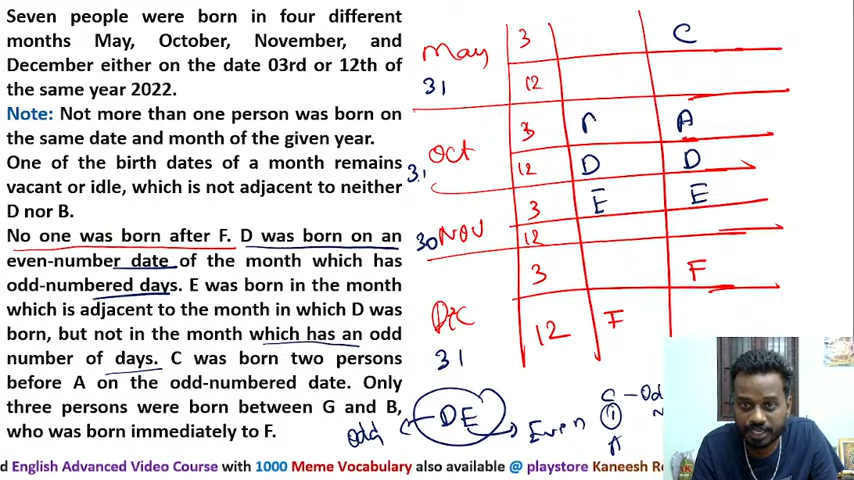 Seven people were born in four different
months May, October, November, and
December either on the date 03rd or 12th of
the same year 2022.
Note: Not more than one person was born on
the same date and month of the given year.
One of the birth dates of a month remains
vacant or idle, which is not adjacent to neither
D nor B.
No one was born after F. D was born on an
even-number date of the month which has
odd-numbered days. E was born in the month
which is adjacent to the month in which D was
born, but not in the month which has an odd
number of days. C was born two persons
before A on the odd-numbered date. Only
three persons were born between G and B,
who was born immediately to F.
May 3 C
31 12
Oct 3 A
31 12 D D
Nov 3 E E
30 12
3 F
Dic 12 F
31
odd DE Even
C - Od
1
A
d English Advanced Video Course with 1000 Meme Vocabulary also available @ playstore Kaneesh Re